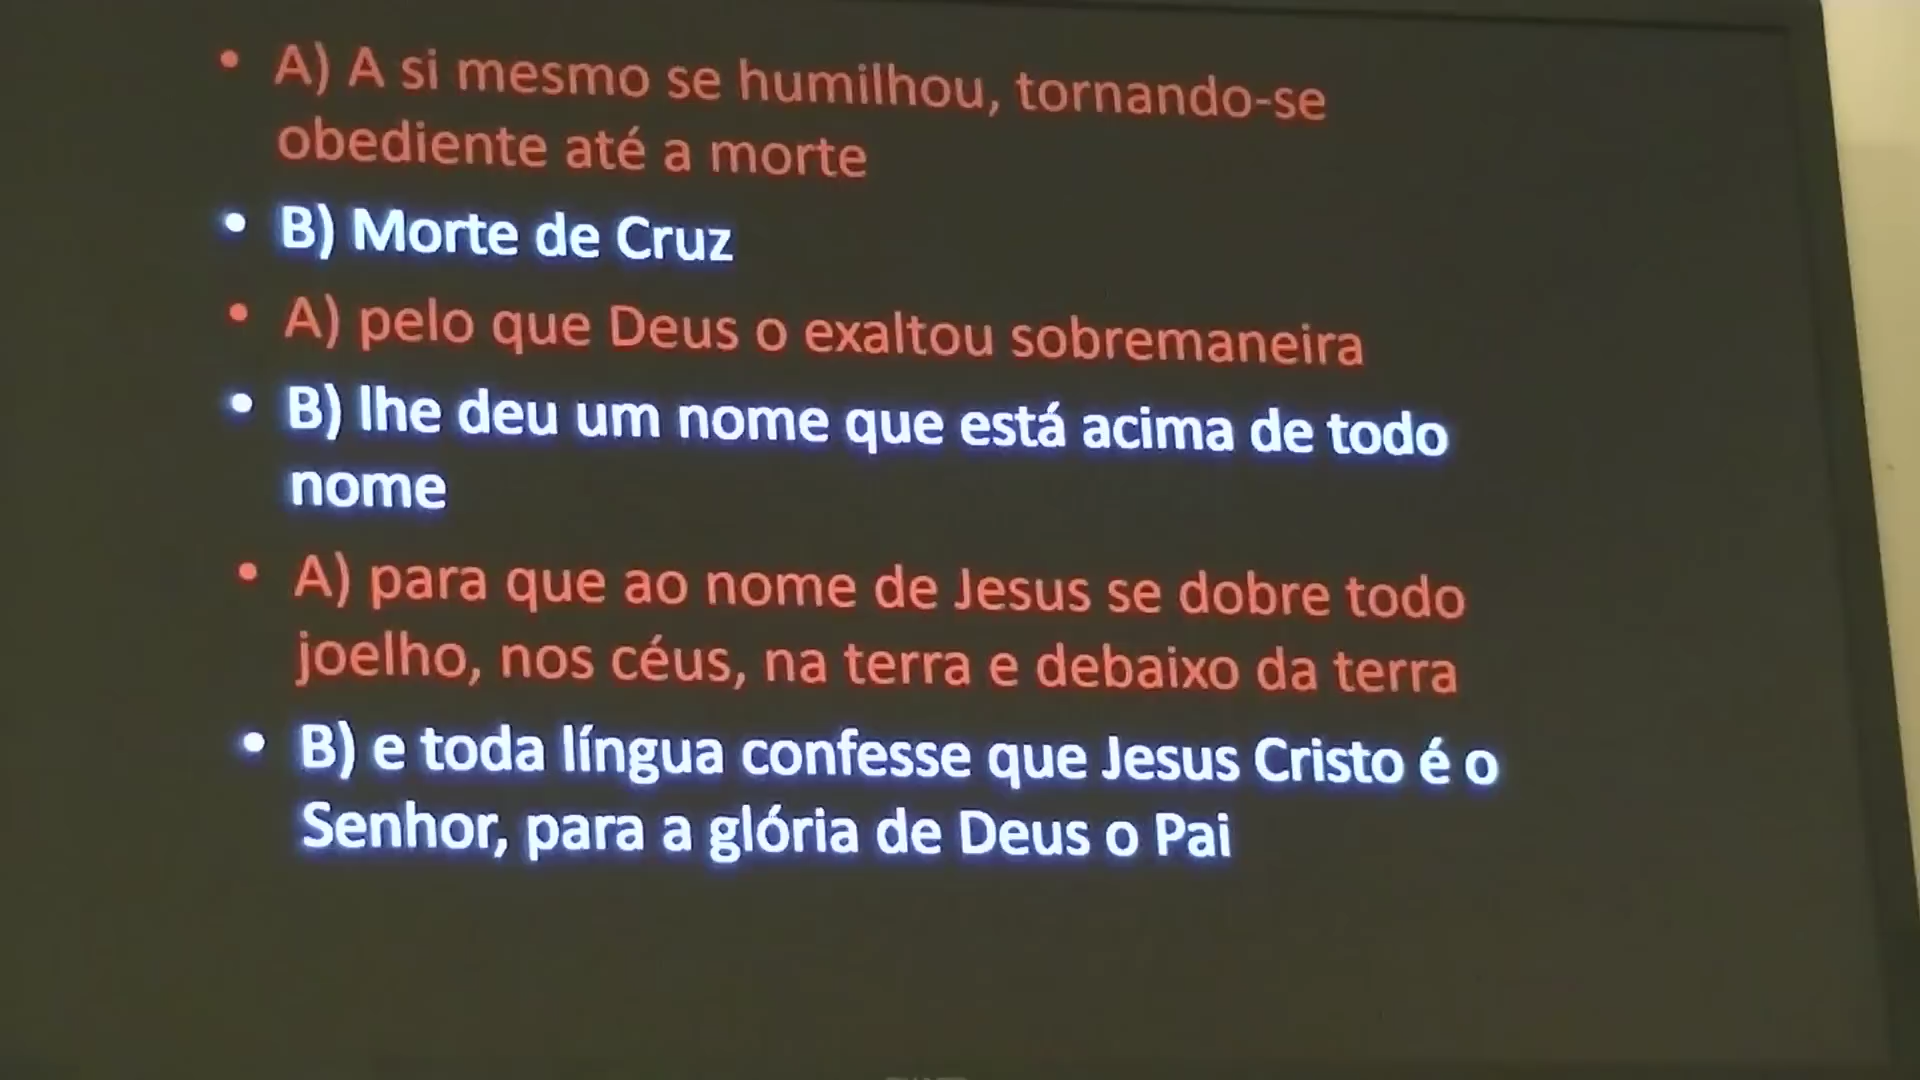 • A) A si mesmo se humilhou, tornando-se
obediente até a morte
• B) Morte de Cruz
• A) pelo que Deus o exaltou sobremaneira
• B) lhe deu um nome que está acima de todo
nome
• A) para que ao nome de Jesus se dobre todo
joelho, nos céus, na terra e debaixo da terra
• B) e toda língua confesse que Jesus Cristo é o
Senhor, para a glória de Deus o Pai